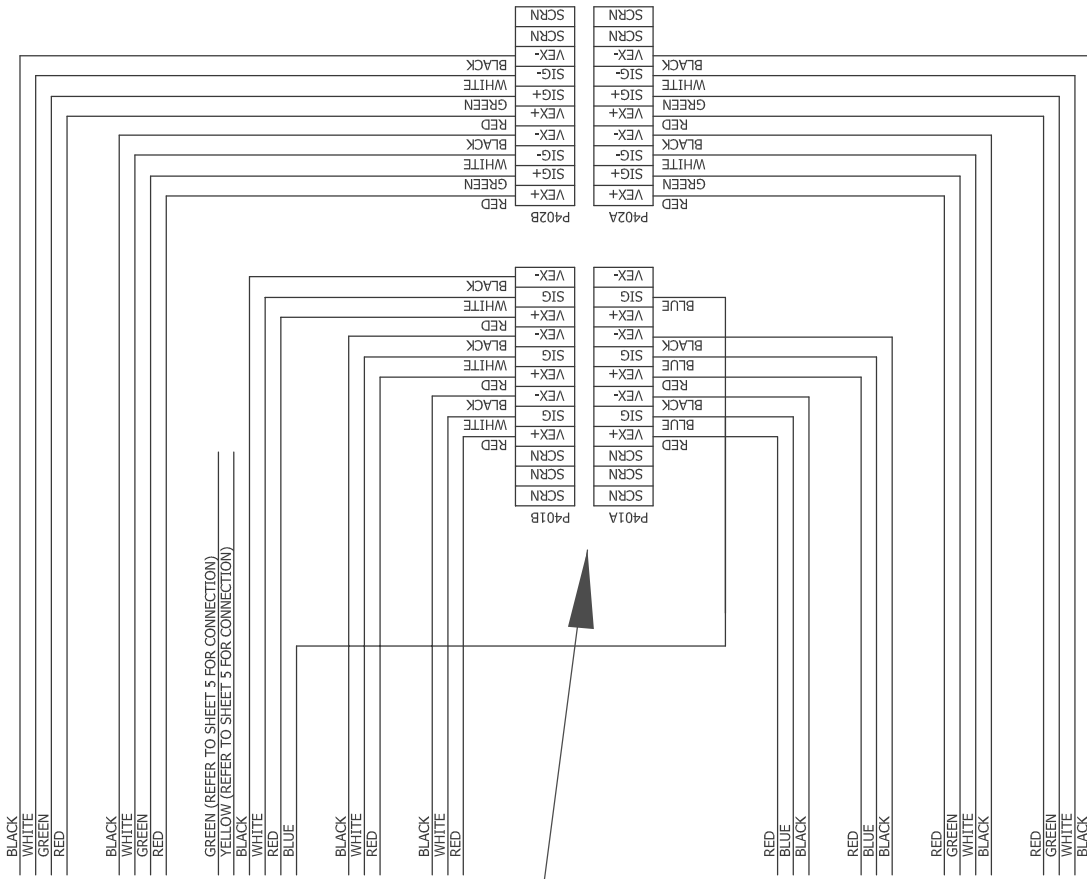 SCRN
SCRN
VEX-
SIG-
SIG+
VEX+
VEX-
SIG-
SIG+
VEX+
P402B
SCRN
SCRN
VEX-
SIG-
SIG+
VEX+
VEX-
SIG-
SIG+
VEX+
P402A
BLACK
WHITE
GREEN
RED
BLACK
WHITE
GREEN
RED
BLACK
WHITE
GREEN
RED
BLACK
WHITE
GREEN
RED
VEX-
SIG
VEX+
VEX-
SIG
VEX+
VEX-
SIG
VEX+
SCRN
SCRN
SCRN
P401B
VEX-
SIG
VEX+
VEX-
SIG
VEX+
VEX-
SIG
VEX+
SCRN
SCRN
SCRN
P401A
BLACK
WHITE
RED
BLACK
WHITE
RED
BLACK
WHITE
RED
BLUE
BLACK
BLUE
RED
BLACK
BLUE
RED
BLACK
WHITE
GREEN
RED
BLACK
WHITE
GREEN
RED
GREEN (REFER TO SHEET 5 FOR CONNECTION)
YELLOW (REFER TO SHEET 5 FOR CONNECTION)
BLACK
WHITE
RED
BLUE
BLACK
WHITE
RED
BLACK
WHITE
RED
RED
BLUE
BLACK
RED
BLUE
BLACK
RED
GREEN
WHITE
BLACK
RED
GREEN
WHITE
BLACK